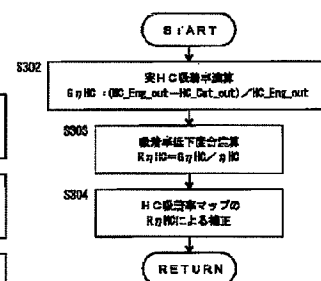 START
S302
実HC吸着率演算
GηHC:(HC_Eng_out-HC_Cat_out)/HC_Eng_out
S303
吸着率低下度合演算
RηHC=GηHC/ηHC
S304
HC吸着率マップの
RηHCによる補正
RETURN